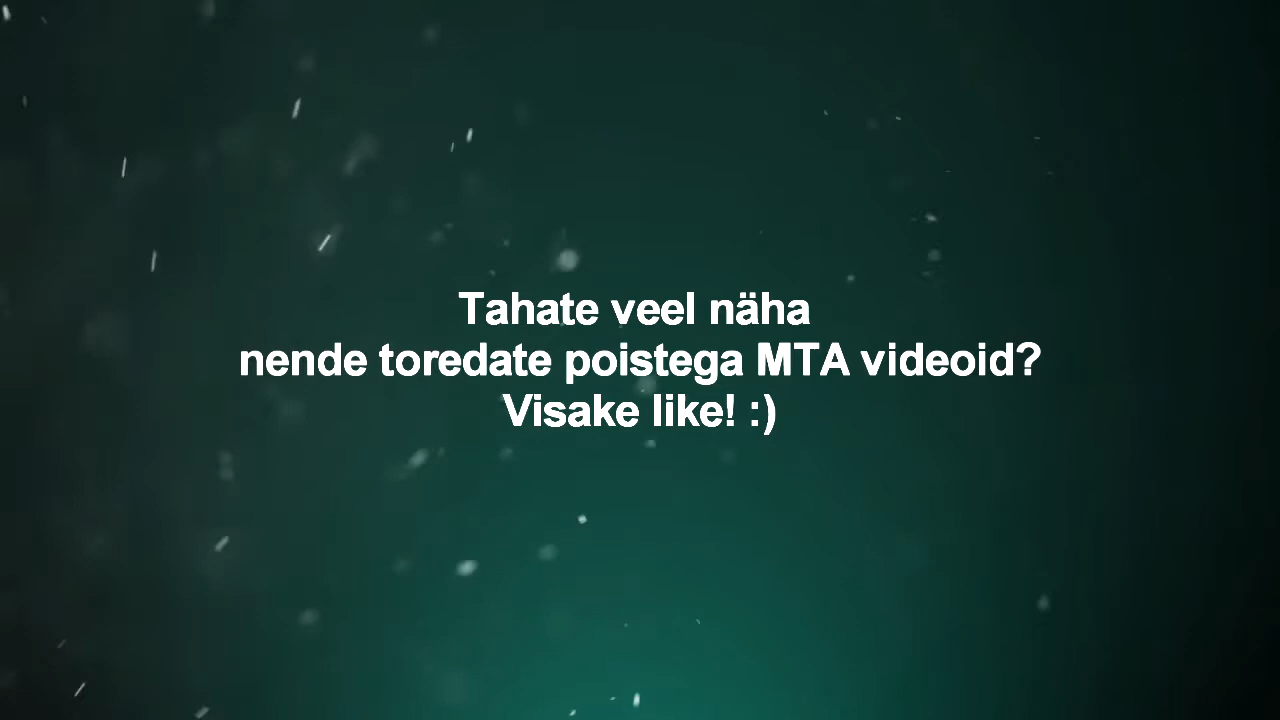 Tahate veel näha
nende toredate poistega MTA videoid?
Visake like! :)